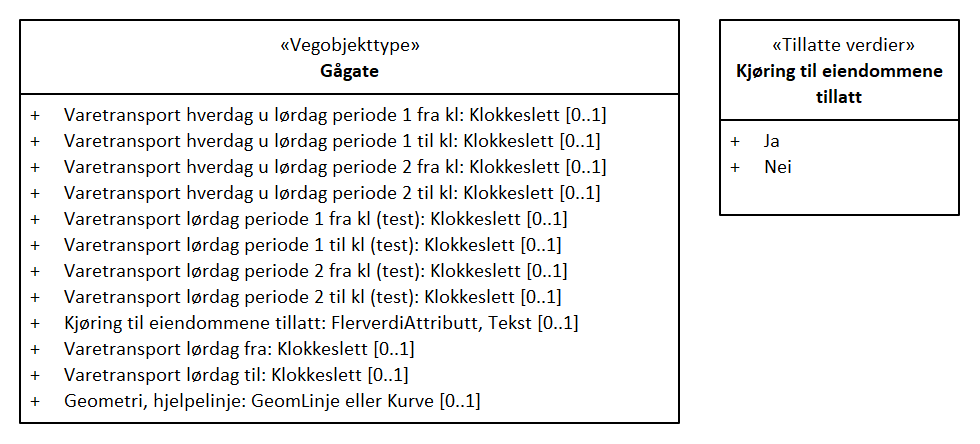 «Vegobjekttype»
Gågate
+ Varetransport hverdag u lørdag periode 1 fra kl: Klokkeslett [0..1]
+ Varetransport hverdag u lørdag periode 1 til kl: Klokkeslett [0..1]
+ Varetransport hverdag u lørdag periode 2 fra kl: Klokkeslett [0..1]
+ Varetransport hverdag u lørdag periode 2 til kl: Klokkeslett [0..1]
+ Varetransport lørdag periode 1 fra kl (test): Klokkeslett [0..1]
+ Varetransport lørdag periode 1 til kl (test): Klokkeslett [0..1]
+ Varetransport lørdag periode 2 fra kl (test): Klokkeslett [0..1]
+ Varetransport lørdag periode 2 til kl (test): Klokkeslett [0..1]
+ Kjøring til eiendommene tillatt: FlerverdiAttributt, Tekst [0..1]
+ Varetransport lørdag fra: Klokkeslett [0..1]
+ Varetransport lørdag til: Klokkeslett [0..1]
+ Geometri, hjelpelinje: GeomLinje eller Kurve [0..1]
«Tillatte verdier»
Kjøring til eiendommene
tillatt
+ Ja
+ Nei